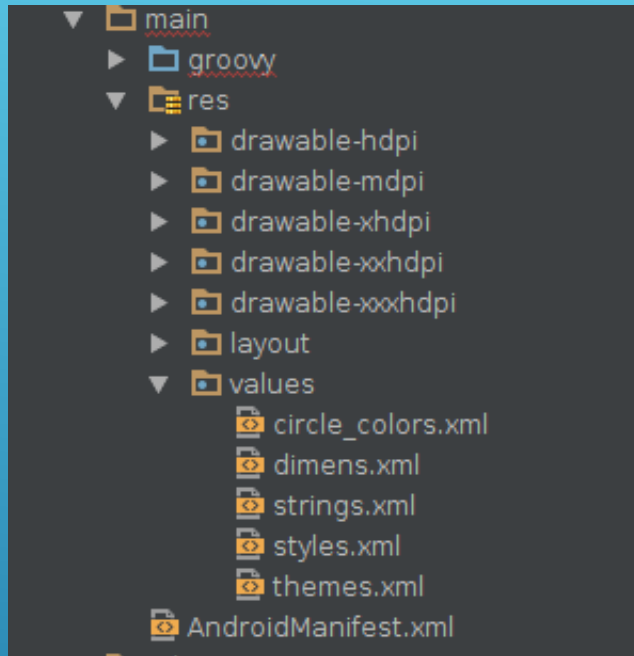 main
groovy
res
drawable-hdpi
drawable-mdpi
drawable-xhdpi
drawable-xxhdpi
drawable-xxxhdpi
layout
values
circle_colors.xml
dimens.xml
strings.xml
styles.xml
themes.xml
AndroidManifest.xml